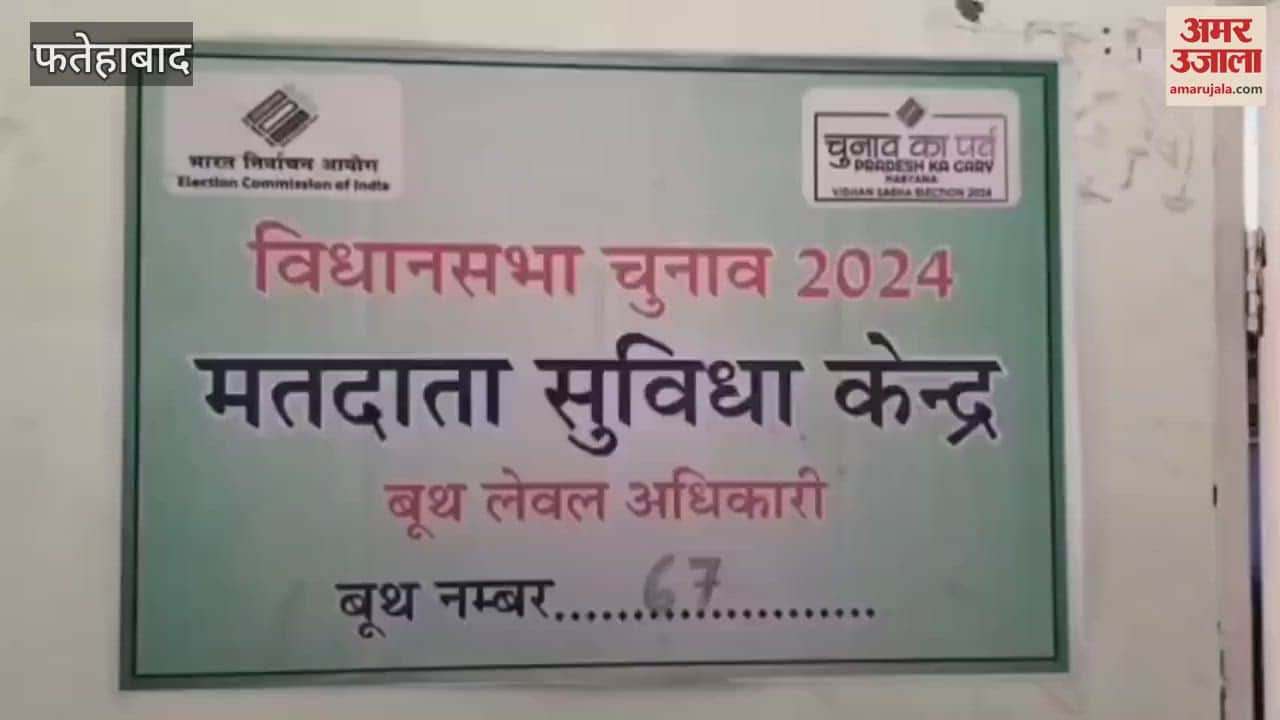 फतेहाबाद
अमर
उजाला
amarujala.com
भारत निर्वाचन आयोग
Election Commission of India
चुनाव का पर्व
PRADESH KA GARV
HARYANA
VIDHAN SABHA ELECTION 2024
विधानसभा चुनाव 2024
मतदाता सुविधा केन्द्र
बूथ लेवल अधिकारी
बूथ नम्बर.....67...............